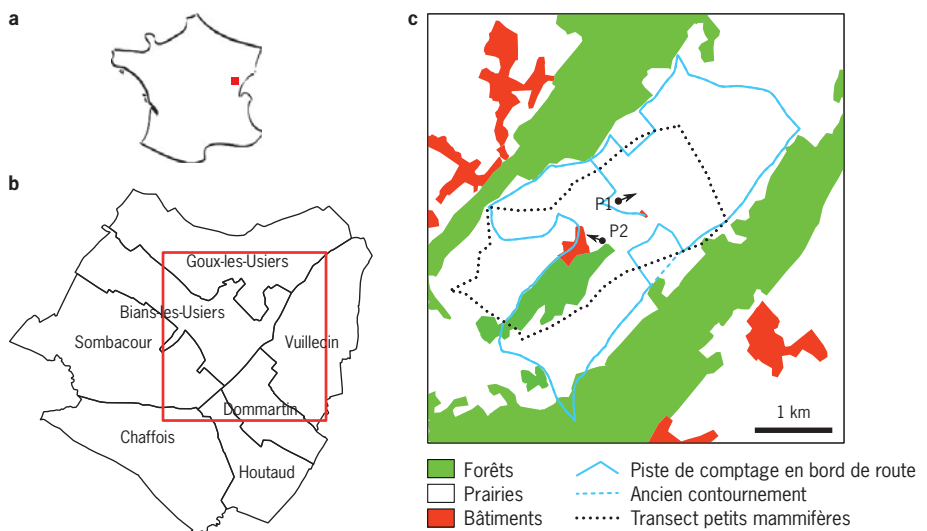 a
b
Goux-les-Usiers
Bians-les-Usiers
Sombacour
Vuillecin
Dommartin
Chaffois
Houtaud
c
P1
P2
1 km
Forêts
Prairies
Bâtiments
Piste de comptage en bord de route
Ancien contournement
Transect petits mammifères